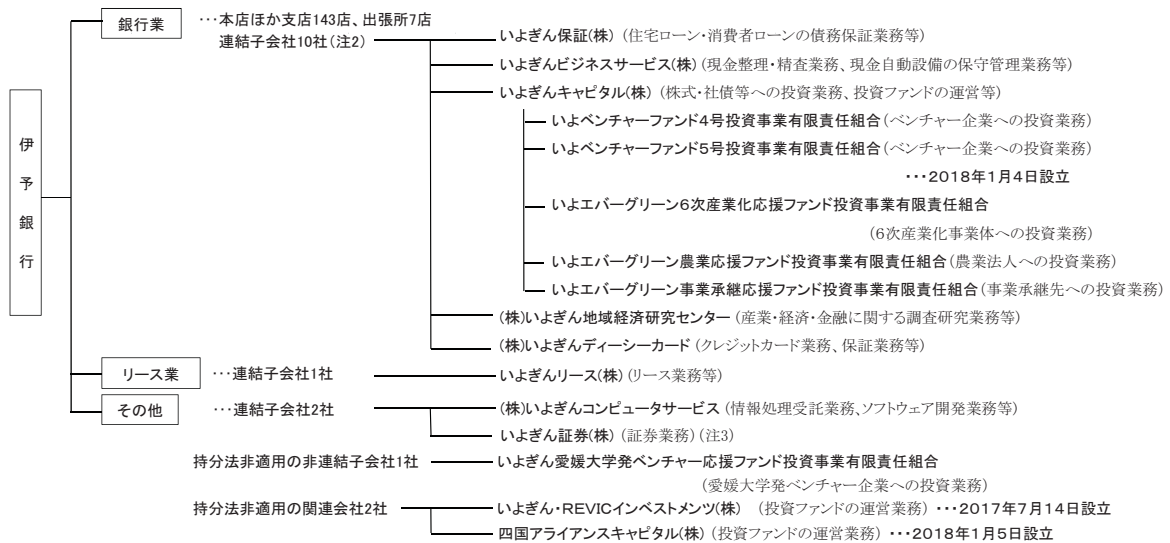 伊予銀行
銀行業 ・・・本店ほか支店143店、出張所7店
連結子会社10社(注2)
いよぎん保証(株) (住宅ローン・消費者ローンの債務保証業務等)
いよぎんビジネスサービス(株) (現金整理・精査業務、現金自動設備の保守管理業務等)
いよぎんキャピタル(株) (株式・社債等への投資業務、投資ファンドの運営等)
いよベンチャーファンド4号投資事業有限責任組合(ベンチャー企業への投資業務)
いよベンチャーファンド5号投資事業有限責任組合(ベンチャー企業への投資業務)
・・・2018年1月4日設立
いよエバーグリーン6次産業化応援ファンド投資事業有限責任組合
(6次産業化事業体への投資業務)
いよエバーグリーン農業応援ファンド投資事業有限責任組合(農業法人への投資業務)
いよエバーグリーン事業承継応援ファンド投資事業有限責任組合(事業承継先への投資業務)
(株)いよぎん地域経済研究センター (産業・経済・金融に関する調査研究業務等)
(株)いよぎんディーシーカード (クレジットカード業務、保証業務等)
リース業 ・・・連結子会社1社 いよぎんリース(株) (リース業務等)
その他 ・・・連結子会社2社 (株)いよぎんコンピュータサービス (情報処理受託業務、ソフトウェア開発業務等)
いよぎん証券(株) (証券業務) (注3)
持分法非適用の非連結子会社1社 いよぎん愛媛大学発ベンチャー応援ファンド投資事業有限責任組合
(愛媛大学発ベンチャー企業への投資業務)
持分法非適用の関連会社2社 いよぎん・REVICインベストメンツ(株) (投資ファンドの運営業務) ・・・2017年7月14日設立
四国アライアンスキャピタル(株) (投資ファンドの運営業務) ・・・2018年1月5日設立